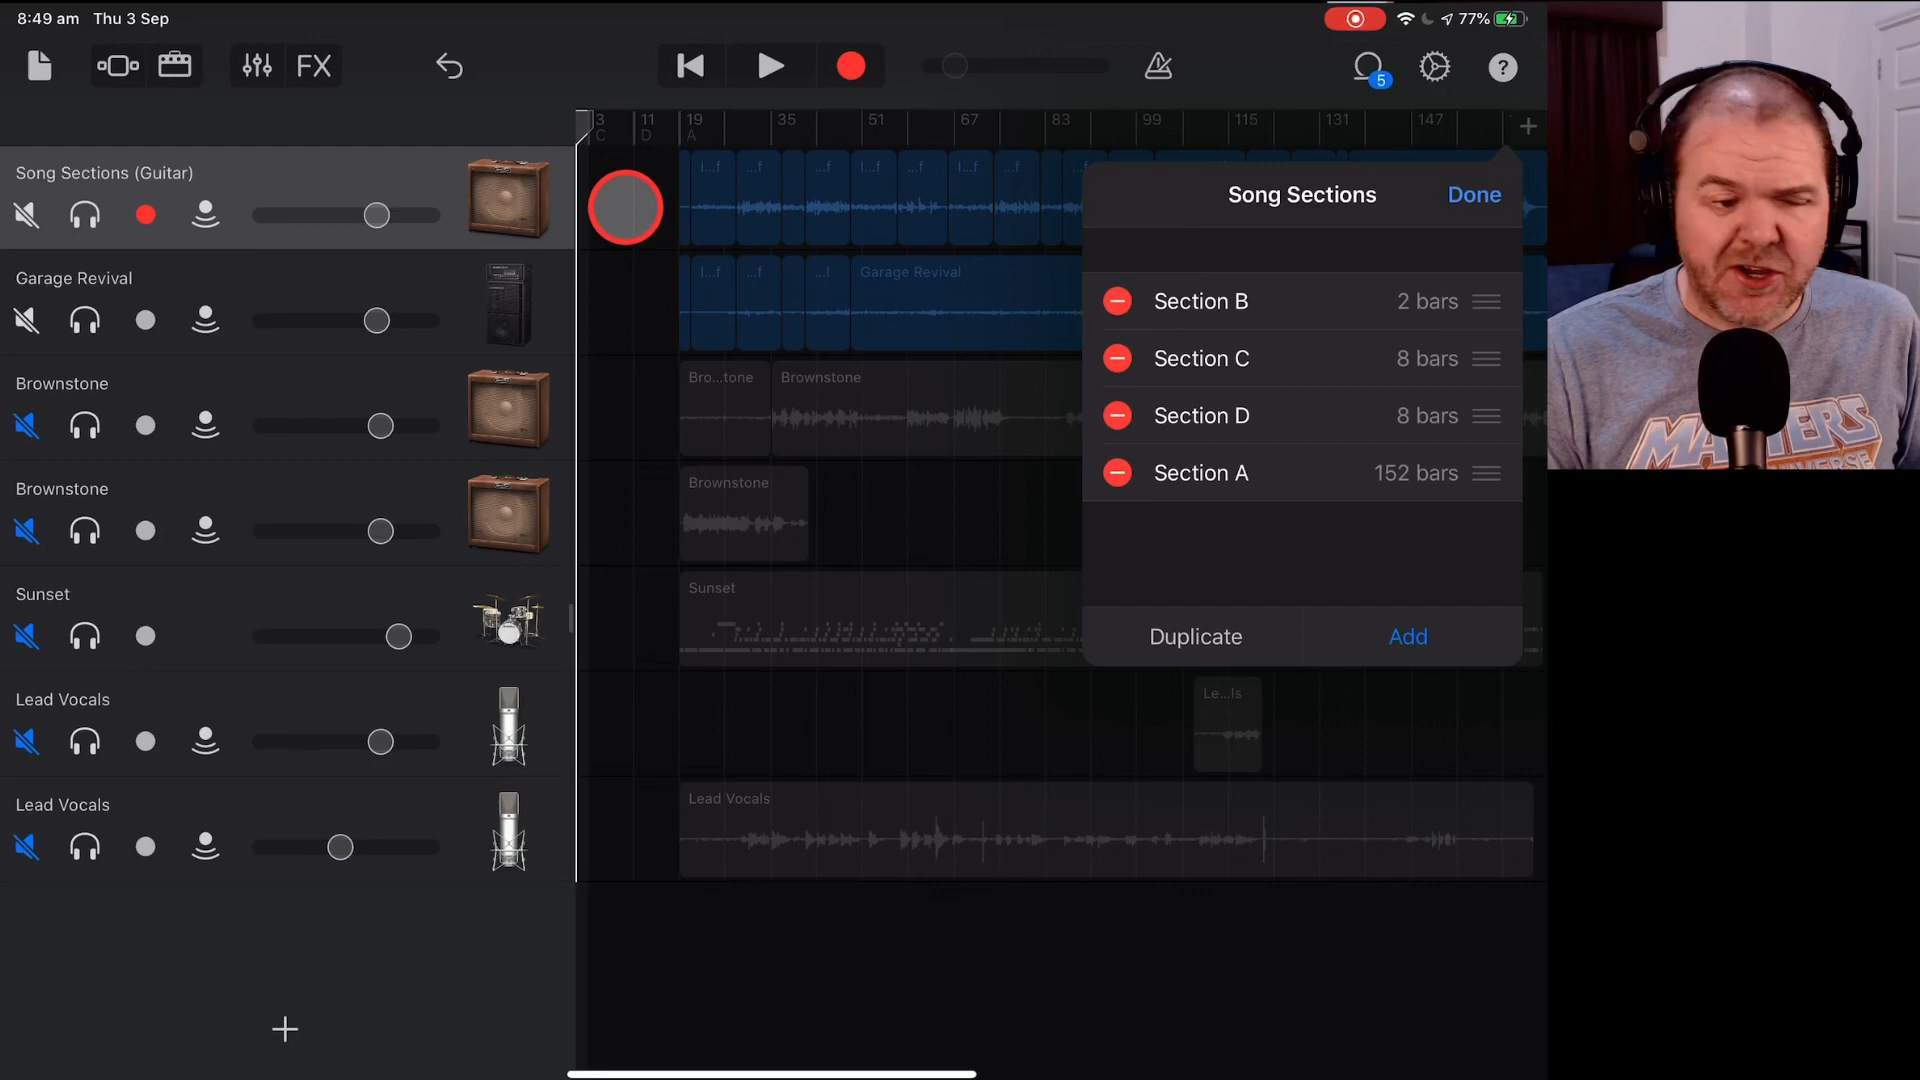 8:49 am Thu 3 Sep
77%
FX
5
?
3 11 19 35 51 67 83 99 115 131 147
C D A
Song Sections (Guitar)
I...f ...f ...f I...f ...f I...f ...f
Song Sections Done
Garage Revival
I...f ...f ...I Garage Revival
Section B 2 bars
Section C 8 bars
Brownstone
Bro...tone Brownstone
Section D 8 bars
Section A 152 bars
Brownstone
Brownstone
Sunset
Sunset
Duplicate Add
Lead Vocals
Le...ls
Lead Vocals
Lead Vocals
MASTERS